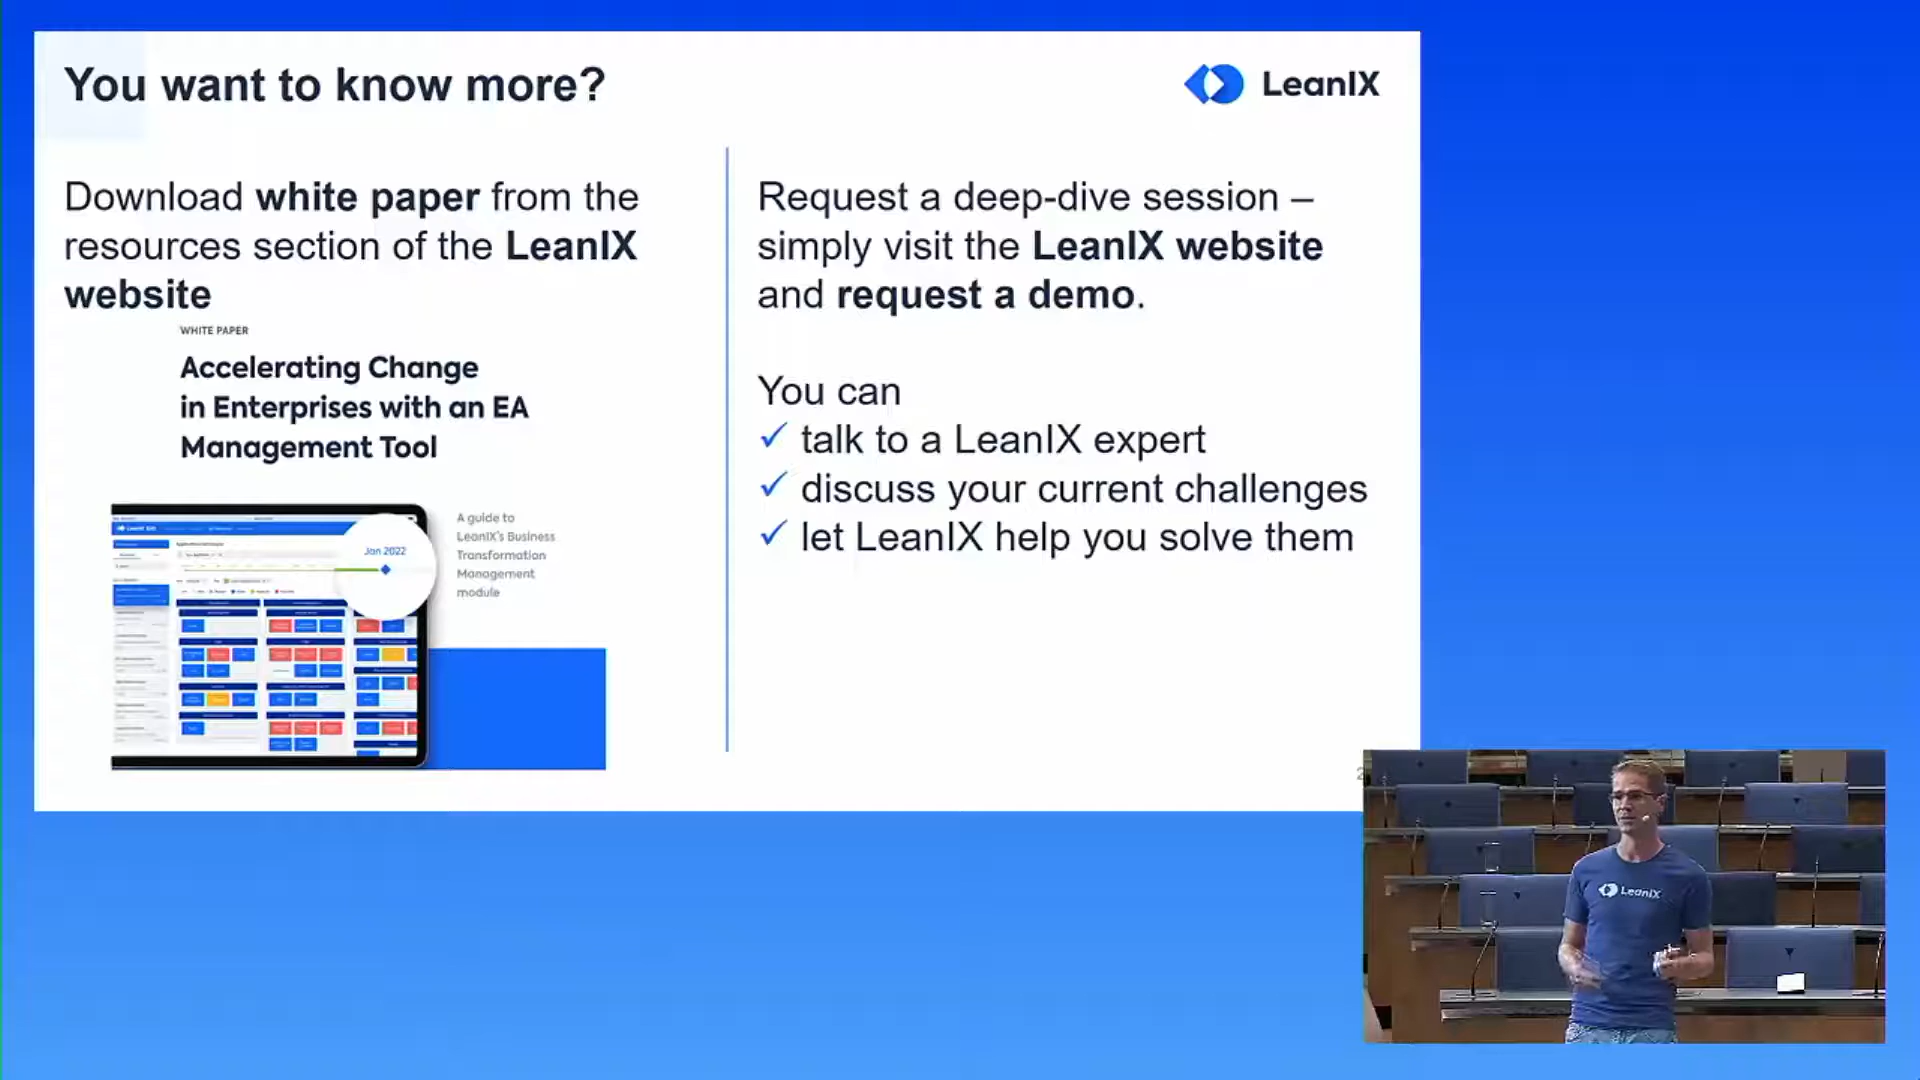 You want to know more?
LeanIX
Download white paper from the
resources section of the LeanIX
website
WHITE PAPER
Accelerating Change
in Enterprises with an EA
Management Tool
Jan 2022
A guide to
LeanIX's Business
Transformation
Management
module
Request a deep-dive session –
simply visit the LeanIX website
and request a demo.
You can
✓ talk to a LeanIX expert
✓ discuss your current challenges
✓ let LeanIX help you solve them
LeanIX